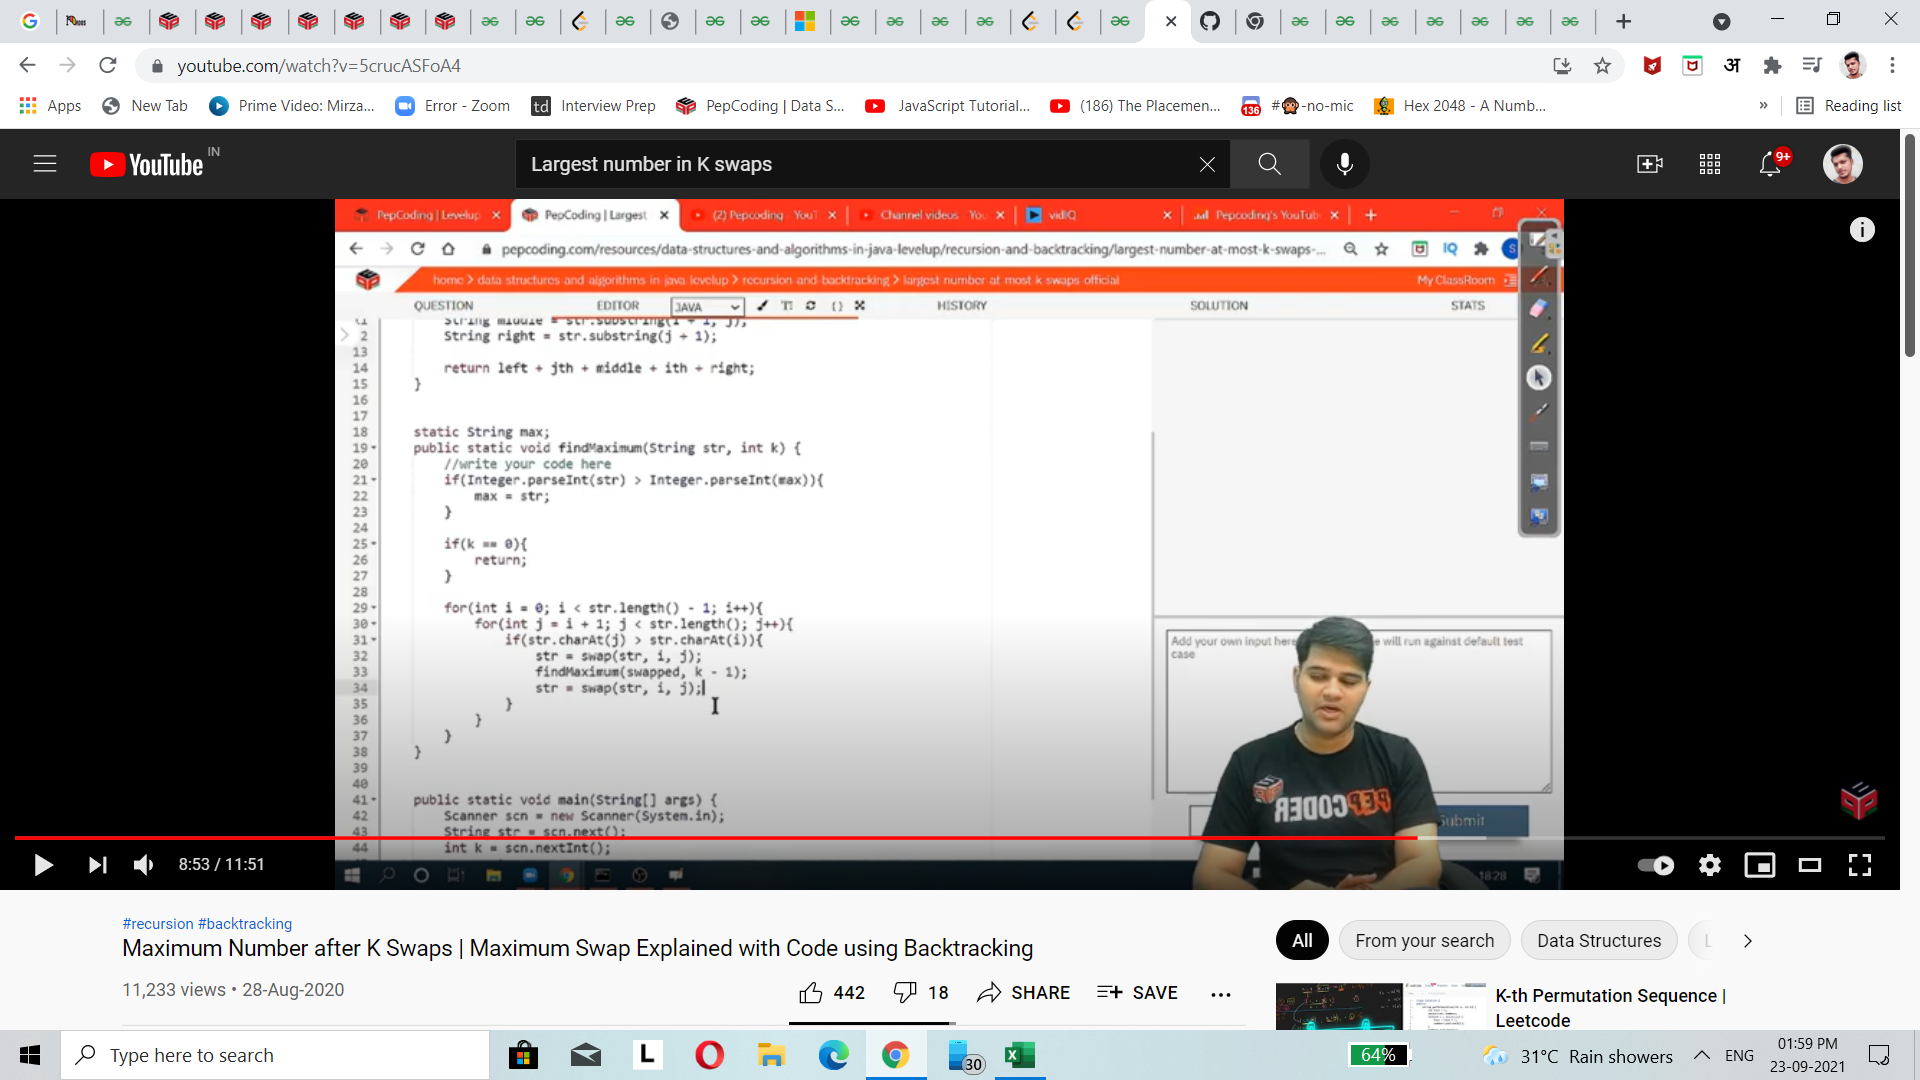 youtube.com/watch?v=5crucASFoA4
Apps
New Tab
Prime Video: Mirza...
Error - Zoom
td
Interview Prep
PepCoding | Data S...
JavaScript Tutorial...
(186) The Placemen...
136
#🙊-no-mic
Hex 2048 - A Numb...
»
Reading list
YouTube IN
Largest number in K swaps
9+
PepCoding | Levelup
PepCoding | Largest
(2) Pepcoding - YouT
Channel videos - You
vidIQ
Pepcoding's YouTub
pepcoding.com/resources/data-structures-and-algorithms-in-java-levelup/recursion-and-backtracking/largest-number-at-most-k-swaps-...
IQ
home > data structures and algorithms in java levelup > recursion and backtracking > largest number at most k swaps official
My ClassRoom
QUESTION
EDITOR
JAVA
HISTORY
SOLUTION
STATS
String middle = str.substring(i + 1, j);
2 String right = str.substring(j + 1);
13
14 return left + jth + middle + ith + right;
15 }
16
17
18 static String max;
19 public static void findMaximum(String str, int k) {
20 //write your code here
21 if(Integer.parseInt(str) > Integer.parseInt(max)){
22 max = str;
23 }
24
25 if(k == 0){
26 return;
27 }
28
29 for(int i = 0; i < str.length() - 1; i++){
30 for(int j = i + 1; j < str.length(); j++){
31 if(str.charAt(j) > str.charAt(i)){
32 str = swap(str, i, j);
33 findMaximum(swapped, k - 1);
34 str = swap(str, i, j);
35 }
36 }
37 }
38 }
39
40
41 public static void main(String[] args) {
42 Scanner scn = new Scanner(System.in);
43 String str = scn.next();
44 int k = scn.nextInt();
Add your own input here e will run against default test
case
PEPCODER
Submit
18:28
8:53 / 11:51
#recursion #backtracking
Maximum Number after K Swaps | Maximum Swap Explained with Code using Backtracking
11,233 views • 28-Aug-2020
442
18
SHARE
SAVE
All
From your search
Data Structures
K-th Permutation Sequence |
Leetcode
Type here to search
L
30
64%
31°C Rain showers
ENG
01:59 PM
23-09-2021